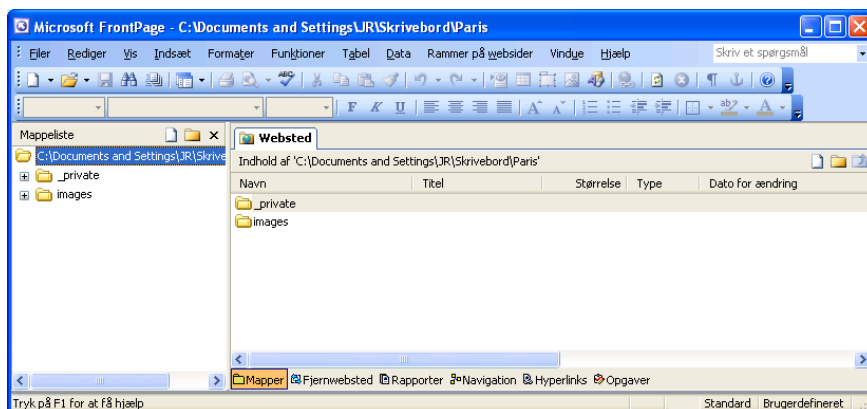 Microsoft FrontPage - C:\Documents and Settings\JR\Skrivebord\Paris
Filer Rediger Vis Indsæt Formater Funktioner Tabel Data Rammer på websider Vindue Hjælp Skriv et spørgsmål
ABC
F K U A A ab A
Mappeliste
Websted
C:\Documents and Settings\JR\Skrive
Indhold af 'C:\Documents and Settings\JR\Skrivebord\Paris'
_private
images
Navn Titel Størrelse Type Dato for ændring
_private
images
Mapper Fjernwebsted Rapporter Navigation Hyperlinks Opgaver
Tryk på F1 for at få hjælp Standard Brugerdefineret